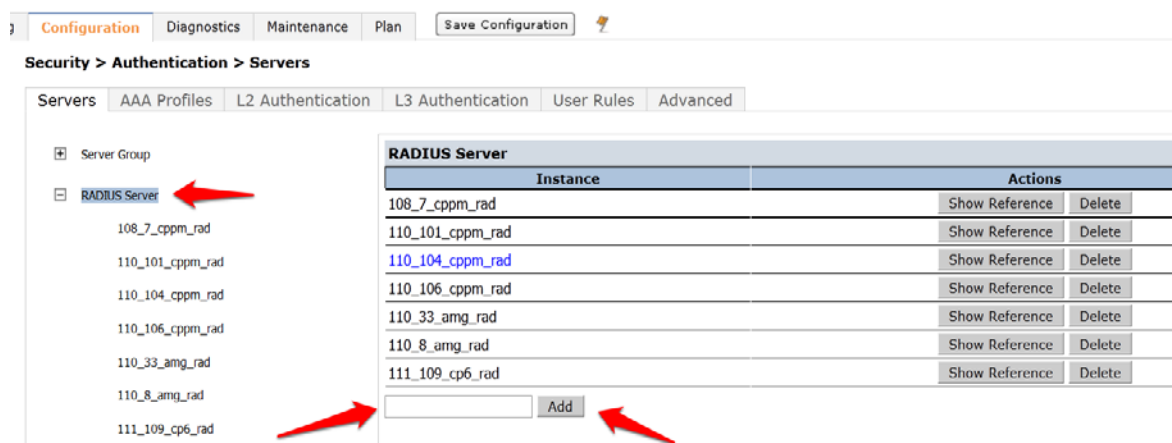 Configuration Diagnostics Maintenance Plan Save Configuration
Security > Authentication > Servers
Servers AAA Profiles L2 Authentication L3 Authentication User Rules Advanced
Server Group
RADIUS Server
108_7_cppm_rad
110_101_cppm_rad
110_104_cppm_rad
110_106_cppm_rad
110_33_amg_rad
110_8_amg_rad
111_109_cp6_rad
RADIUS Server
Instance Actions
108_7_cppm_rad Show Reference Delete
110_101_cppm_rad Show Reference Delete
110_104_cppm_rad Show Reference Delete
110_106_cppm_rad Show Reference Delete
110_33_amg_rad Show Reference Delete
110_8_amg_rad Show Reference Delete
111_109_cp6_rad Show Reference Delete
Add